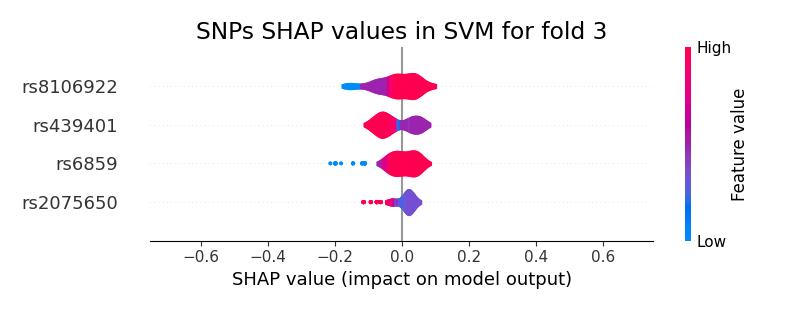 SNPs SHAP values in SVM for fold 3
High
rs8106922
rs439401
rs6859
rs2075650
Feature value
Low
−0.6 −0.4 −0.2 0.0 0.2 0.4 0.6
SHAP value (impact on model output)